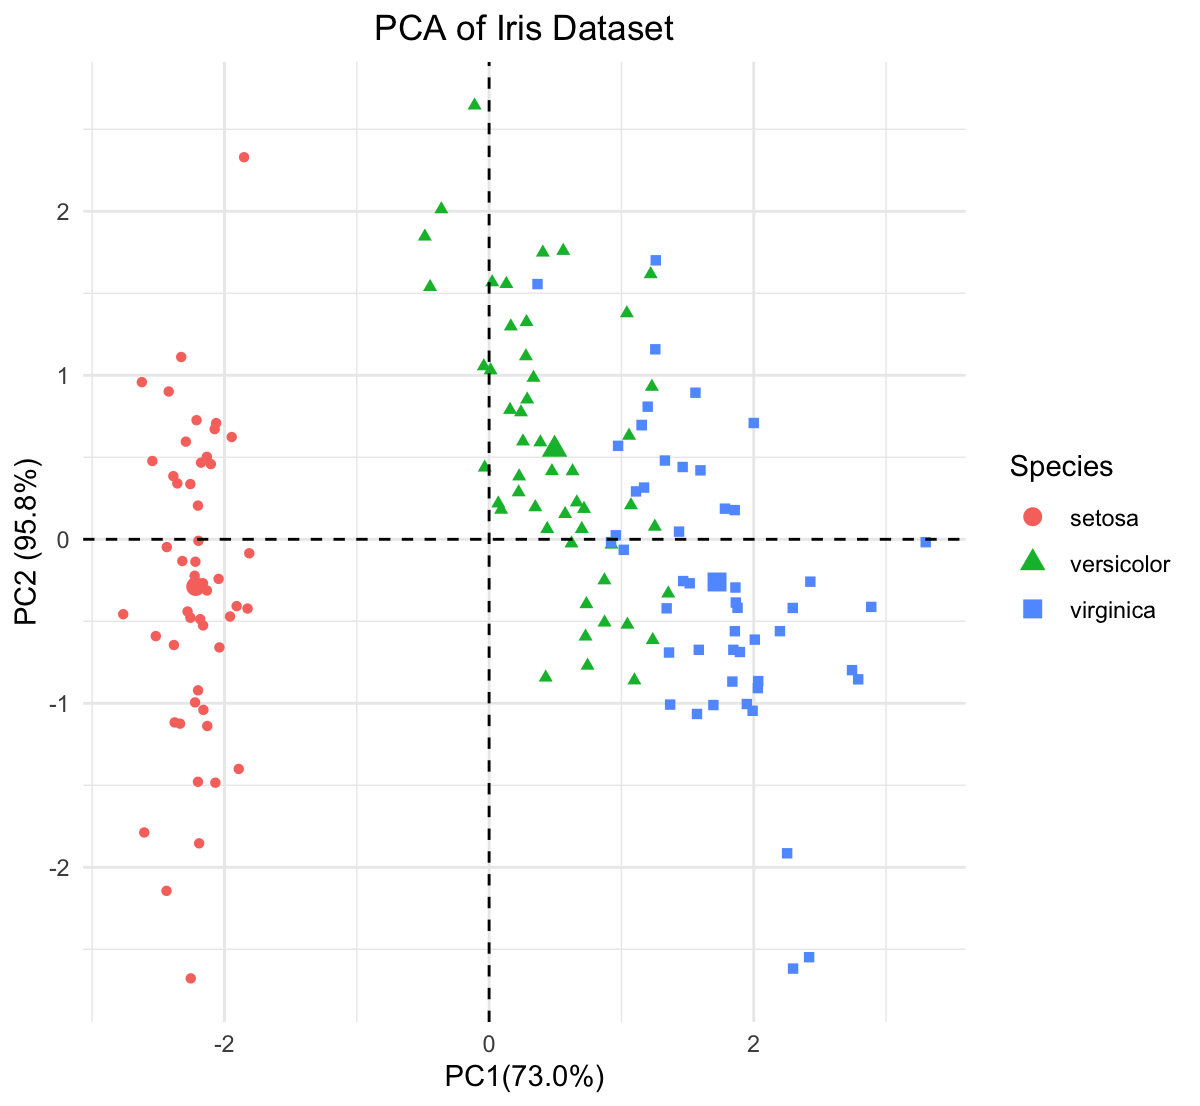 PCA of Iris Dataset
PC2 (95.8%)
2
1
0
-1
-2
-2
0
2
PC1(73.0%)
Species
setosa
versicolor
virginica